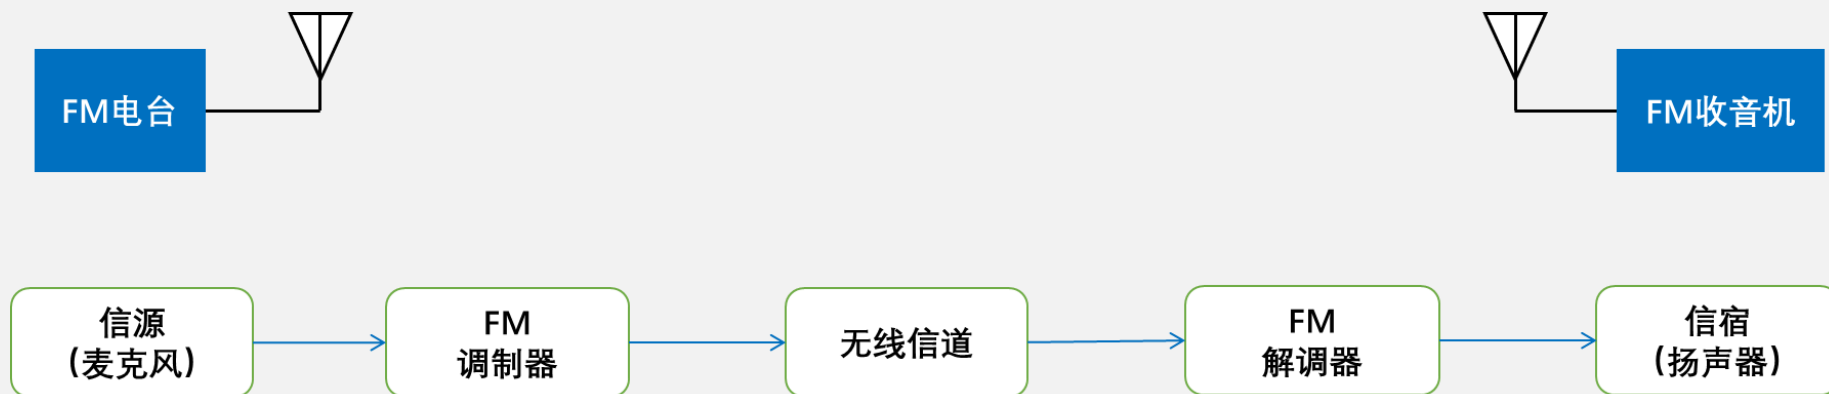 FM电台
FM收音机
信源
(麦克风)
FM
调制器
无线信道
FM
解调器
信宿
(扬声器)